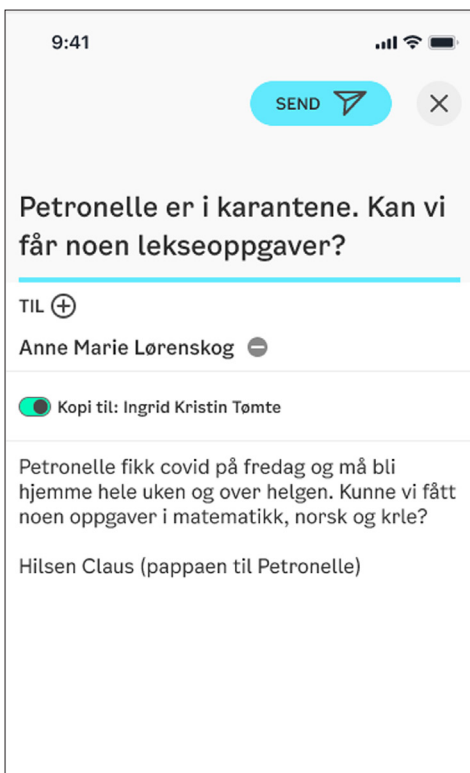 9:41
SEND
Petronelle er i karantene. Kan vi
får noen lekseoppgaver?
TIL
Anne Marie Lørenskog
Kopi til: Ingrid Kristin Tømte
Petronelle fikk covid på fredag og må bli
hjemme hele uken og over helgen. Kunne vi fått
noen oppgaver i matematikk, norsk og krle?
Hilsen Claus (pappaen til Petronelle)